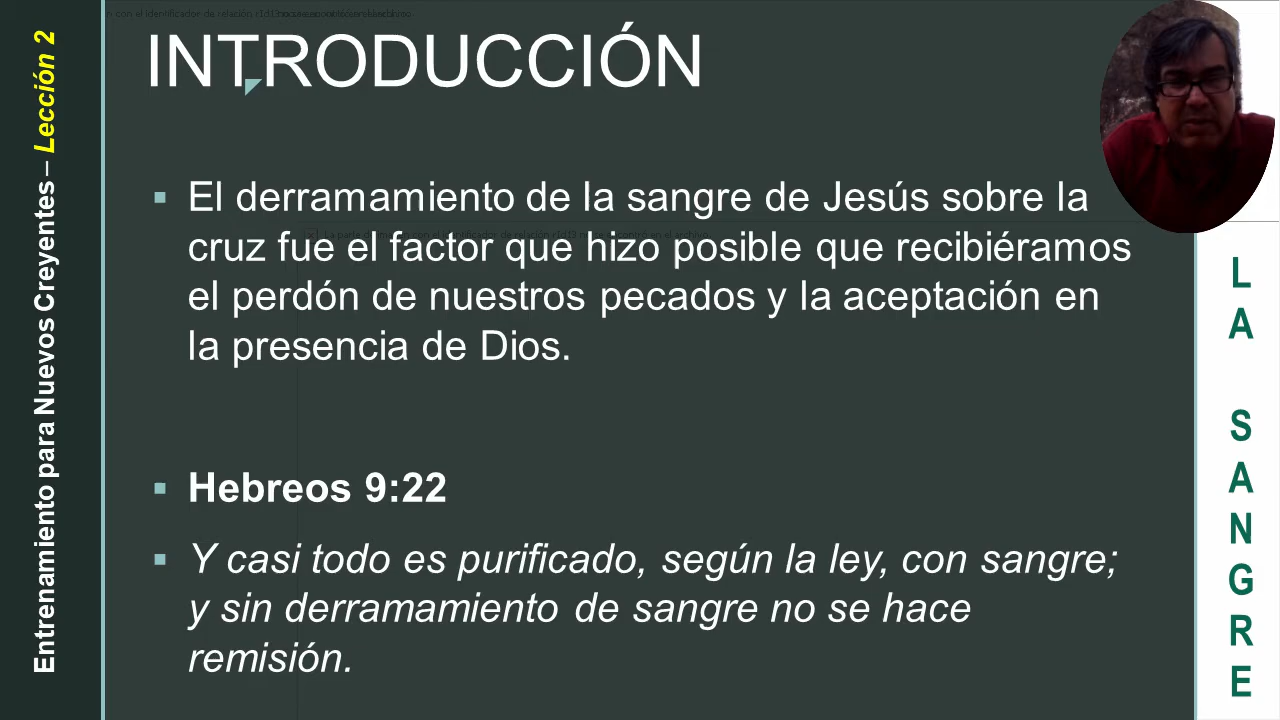 Entrenamiento para Nuevos Creyentes – Lección 2
INTRODUCCIÓN
▪ El derramamiento de la sangre de Jesús sobre la
cruz fue el factor que hizo posible que recibiéramos
el perdón de nuestros pecados y la aceptación en
la presencia de Dios.
▪ Hebreos 9:22
▪ Y casi todo es purificado, según la ley, con sangre;
y sin derramamiento de sangre no se hace
remisión.
L
A
S
A
N
G
R
E